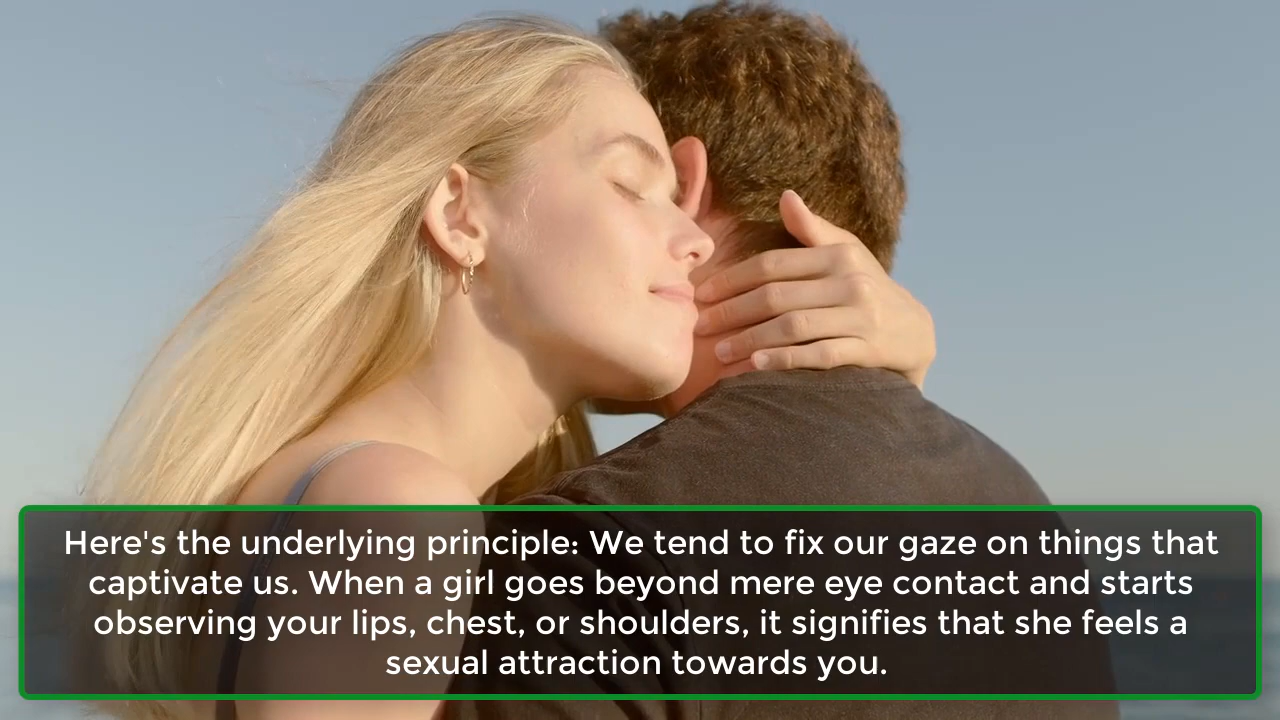 Here's the underlying principle: We tend to fix our gaze on things that
captivate us. When a girl goes beyond mere eye contact and starts
observing your lips, chest, or shoulders, it signifies that she feels a
sexual attraction towards you.